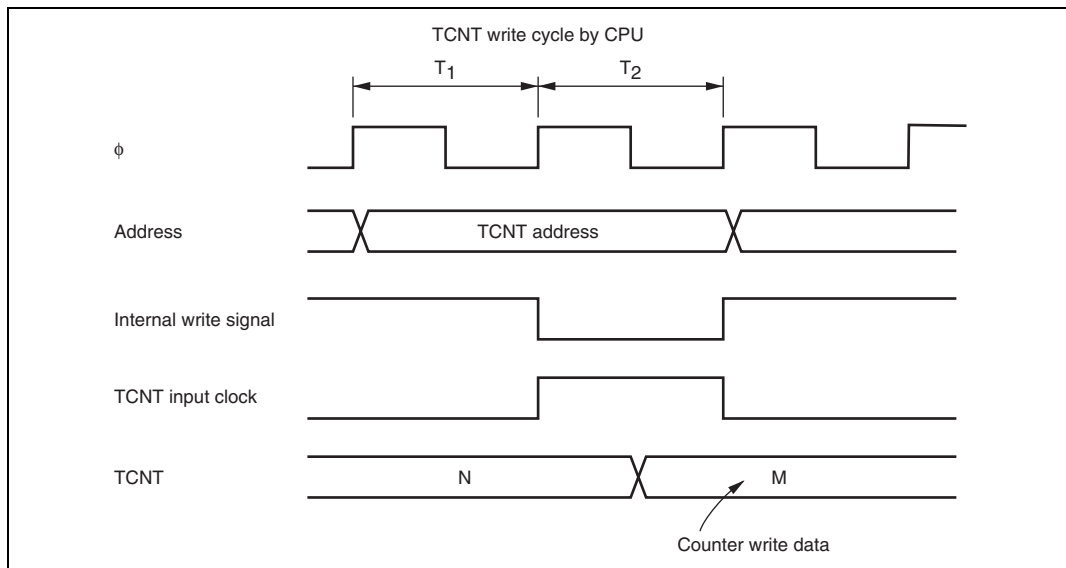 TCNT write cycle by CPU
T1 T2
ϕ
Address TCNT address
Internal write signal
TCNT input clock
TCNT N M
Counter write data